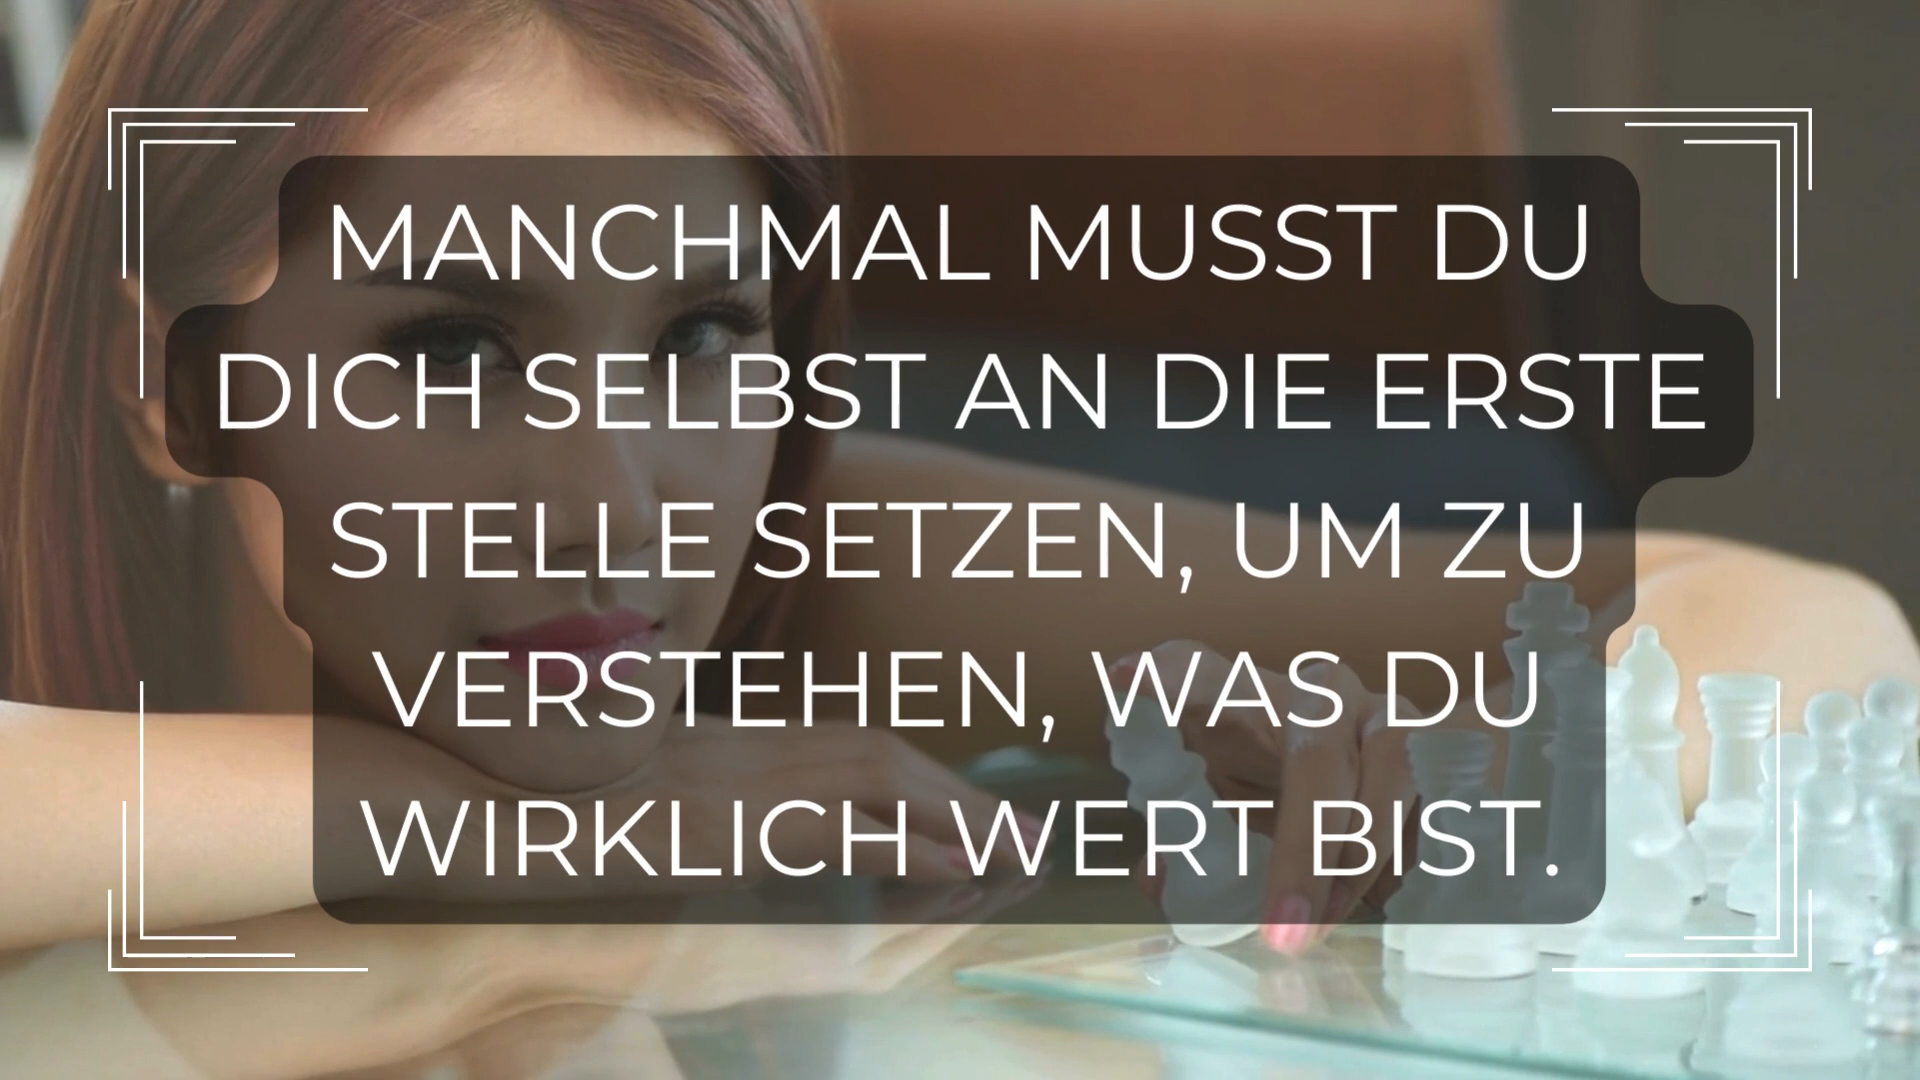 MANCHMAL MUSST DU
DICH SELBST AN DIE ERSTE
STELLE SETZEN, UM ZU
VERSTEHEN, WAS DU
WIRKLICH WERT BIST.